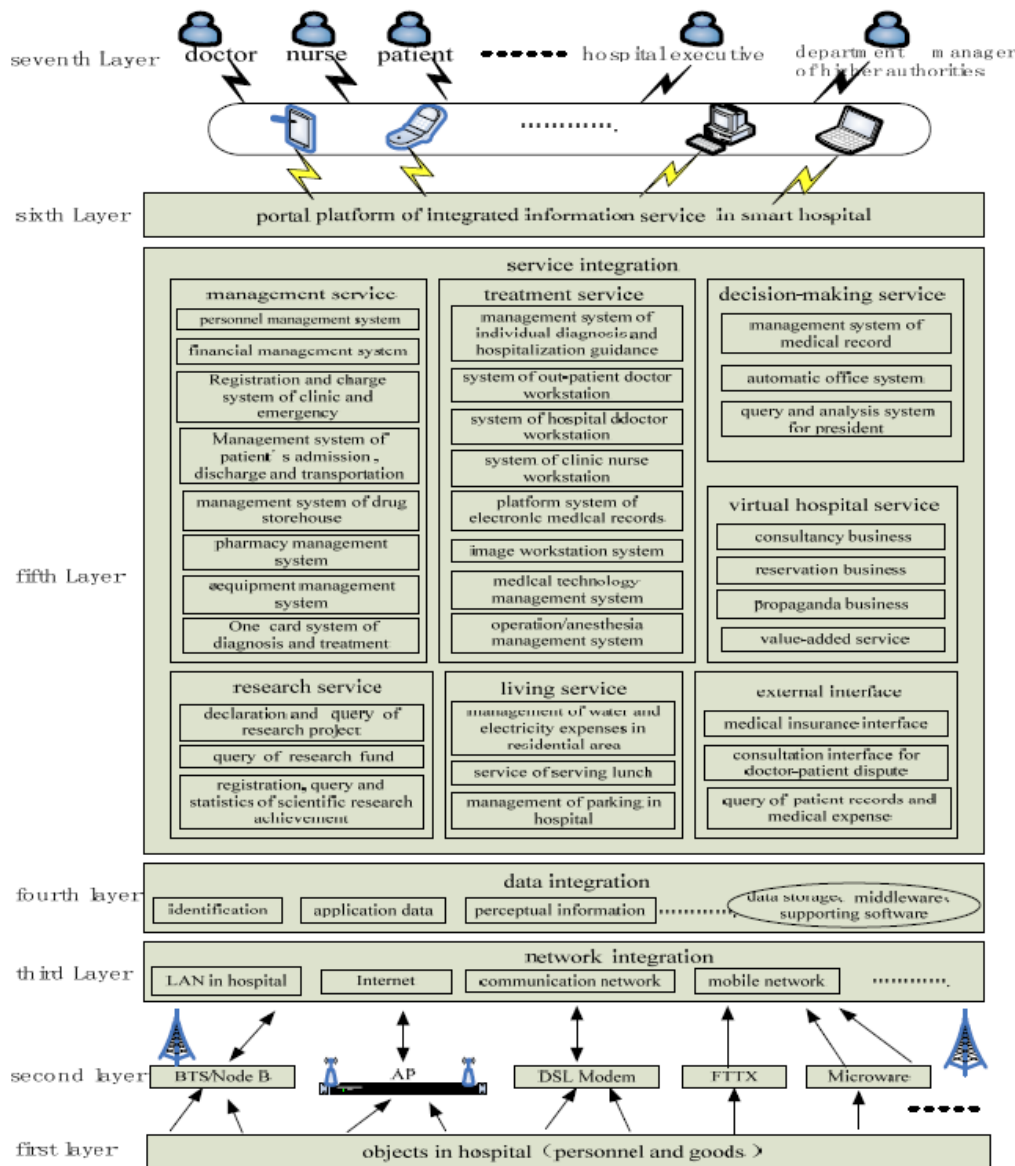 doctor nurse patient hospital executive department manager
seventh Layer of higher authorities
sixth Layer portal platform of integrated information service in smart hospital
service integration
management service
personnel management system
financial management system
Registration and charge
system of clinic and
emergency
Management system of
patient's admission,
discharge and transportation
management system of drug
storehouse
pharmacy management
system
eequipment management
system
One card system of
diagnosis and treatment
treatment service
management system of
individual diagnosis and
hospitalization guidance
system of out-patient doctor
workstation
system of hospital ddoctor
workstation
system of clinic nurse
workstation
platform system of
electronic medical records
image workstation system
medical technology
management system
operation/anesthesia
management system
decision-making service
management system of
medical record
automatic office system
query and analysis system
for president
virtual hospital service
consultancy business
reservation business
propaganda business
value-added service
fifth Layer
research service
declaration and query of
research project
query of research fund
registration, query and
statistics of scientific research
achievement
living service
management of water and
electricity expenses in
residential area
service of serving lunch
management of parking in
hospital
external interface
medical insurance interface
consultation interface for
doctor-patient dispute
query of patient records and
medical expense
fourth layer
data integration
identification
application data
perceptual information
data storage, middleware,
supporting software
third Layer
network integration
LAN in hospital
Internet
communication network
mobile network
second layer
BTS/Node B
AP
DSL Modem
FTTX
Microware
first layer
objects in hospital (personnel and goods)